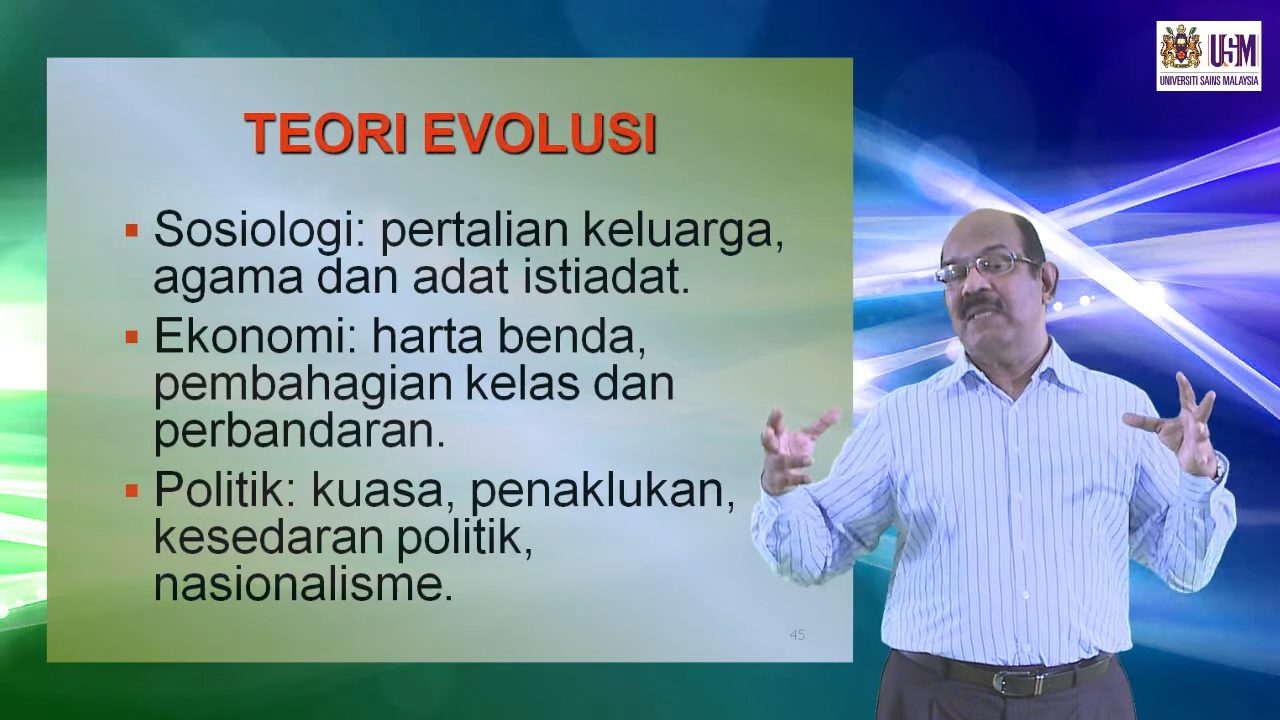 USM
UNIVERSITI SAINS MALAYSIA
TEORI EVOLUSI
Sosiologi: pertalian keluarga,
agama dan adat istiadat.
Ekonomi: harta benda,
pembahagian kelas dan
perbandaran.
Politik: kuasa, penaklukan,
kesedaran politik,
nasionalisme.
45